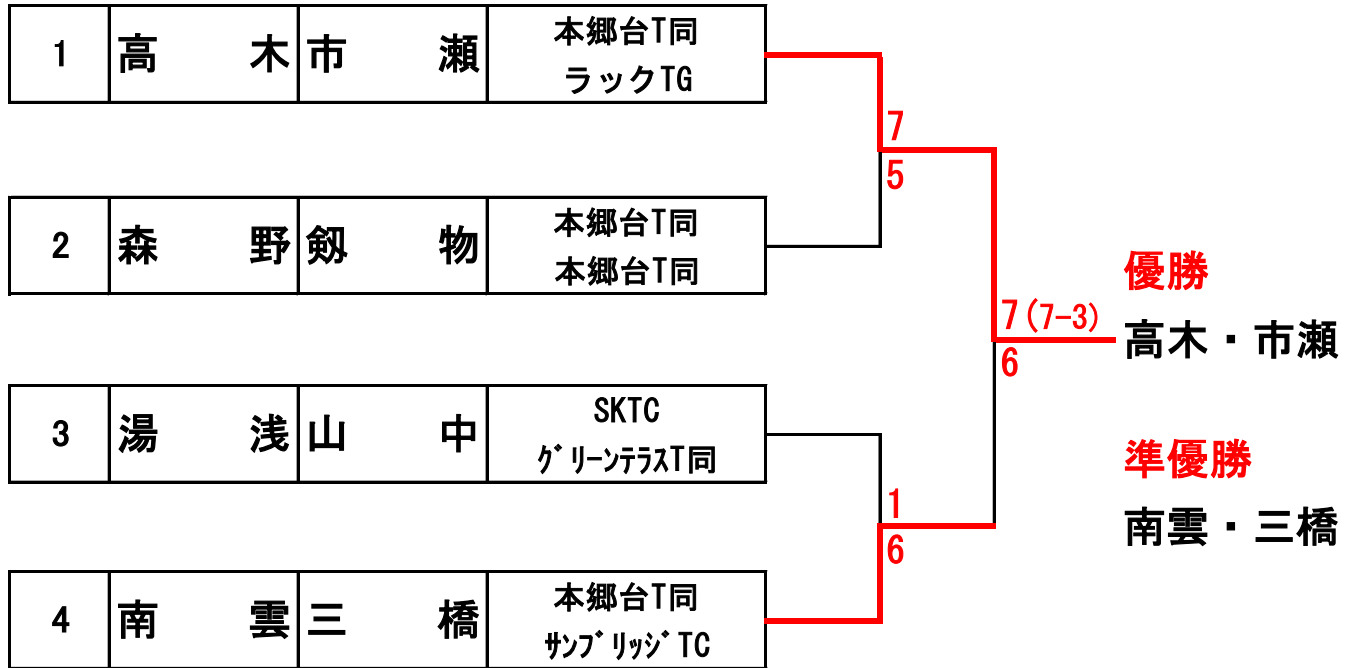 1 高木 市瀬 本郷台T同
ラックTG
2 森野 剱物 本郷台T同
本郷台T同
3 湯浅 山中 SKTC
グリーンテラスT同
4 南雲 三橋 本郷台T同
サンブリッジTC
7
5
1
6
7(7-3)
6
優勝
高木・市瀬
準優勝
南雲・三橋